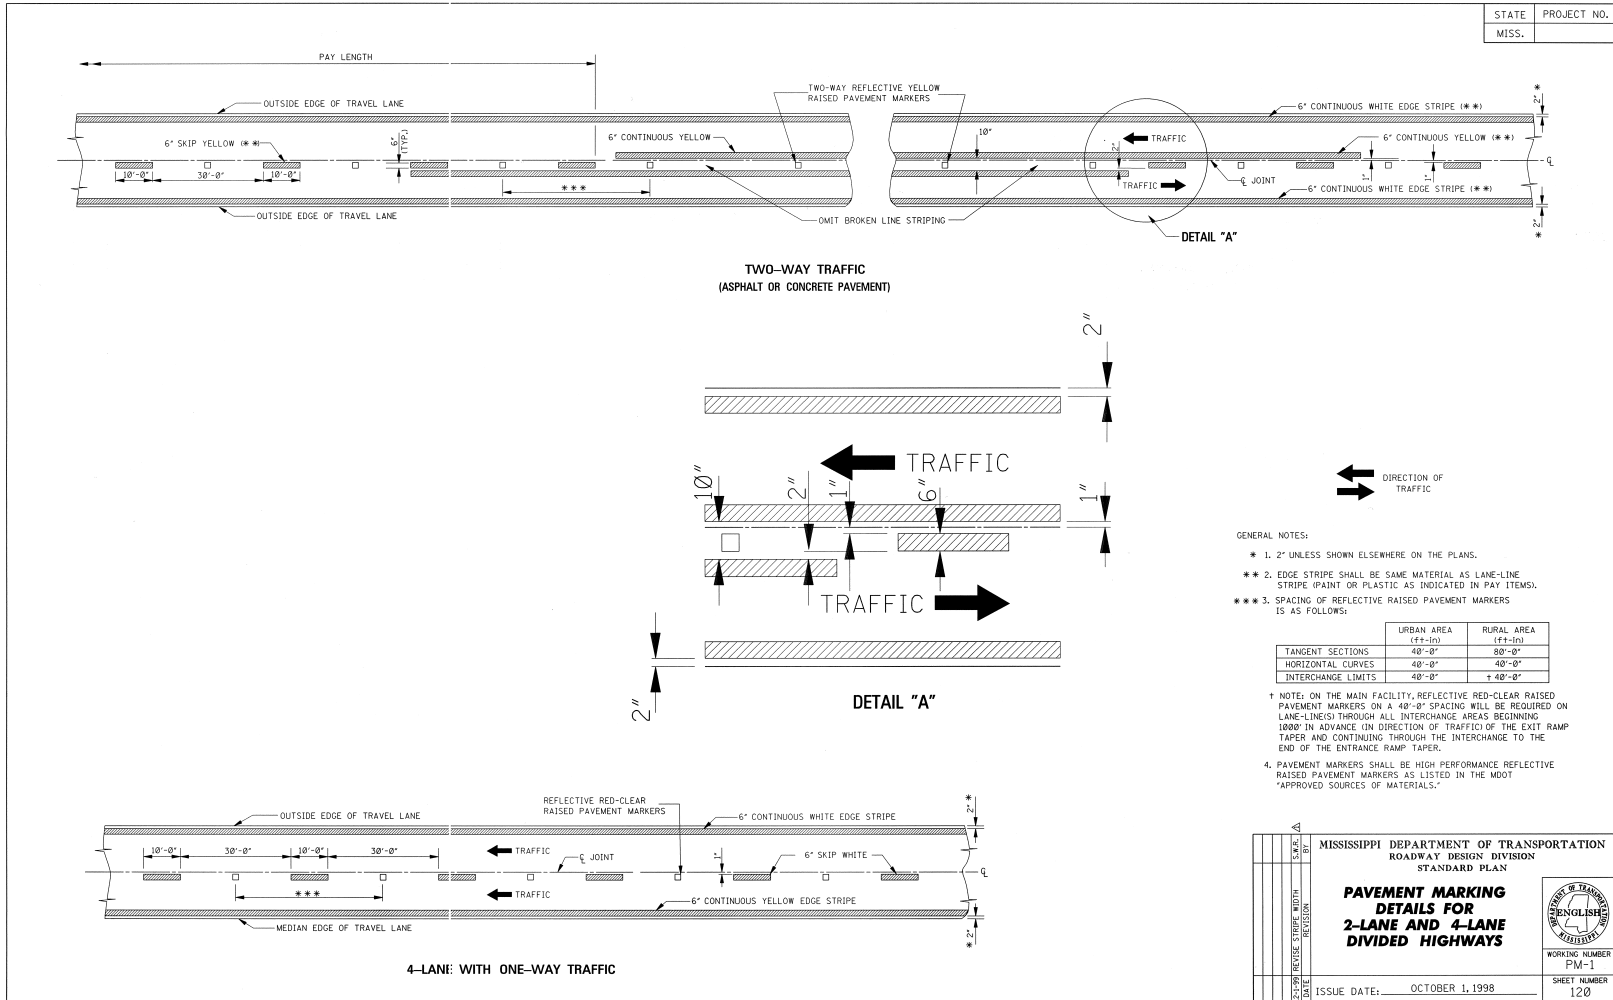 STATE PROJECT NO.
MISS.
PAY LENGTH
OUTSIDE EDGE OF TRAVEL LANE
6" SKIP YELLOW (**)
6" (TYP.)
6" CONTINUOUS YELLOW
TWO-WAY REFLECTIVE YELLOW
RAISED PAVEMENT MARKERS
10"
2"
TRAFFIC
6" CONTINUOUS WHITE EDGE STRIPE (**)
2" *
6" CONTINUOUS YELLOW (**)
10'-0" 30'-0" 10'-0"
***
TRAFFIC
℄ JOINT
1"
1"
℄
6" CONTINUOUS WHITE EDGE STRIPE (**)
OUTSIDE EDGE OF TRAVEL LANE
OMIT BROKEN LINE STRIPING
DETAIL "A"
* 2"
TWO–WAY TRAFFIC
(ASPHALT OR CONCRETE PAVEMENT)
2"
TRAFFIC
10"
2"
1"
6"
1"
TRAFFIC
2"
DETAIL "A"
DIRECTION OF
TRAFFIC
GENERAL NOTES:
* 1. 2" UNLESS SHOWN ELSEWHERE ON THE PLANS.
** 2. EDGE STRIPE SHALL BE SAME MATERIAL AS LANE-LINE
STRIPE (PAINT OR PLASTIC AS INDICATED IN PAY ITEMS).
*** 3. SPACING OF REFLECTIVE RAISED PAVEMENT MARKERS
IS AS FOLLOWS:
URBAN AREA RURAL AREA
(ft-in) (ft-in)
TANGENT SECTIONS 40'-0" 80'-0"
HORIZONTAL CURVES 40'-0" 40'-0"
INTERCHANGE LIMITS 40'-0" † 40'-0"
† NOTE: ON THE MAIN FACILITY, REFLECTIVE RED-CLEAR RAISED
PAVEMENT MARKERS ON A 40'-0" SPACING WILL BE REQUIRED ON
LANE-LINE(S) THROUGH ALL INTERCHANGE AREAS BEGINNING
1000' IN ADVANCE (IN DIRECTION OF TRAFFIC) OF THE EXIT RAMP
TAPER AND CONTINUING THROUGH THE INTERCHANGE TO THE
END OF THE ENTRANCE RAMP TAPER.
4. PAVEMENT MARKERS SHALL BE HIGH PERFORMANCE REFLECTIVE
RAISED PAVEMENT MARKERS AS LISTED IN THE MDOT
"APPROVED SOURCES OF MATERIALS."
OUTSIDE EDGE OF TRAVEL LANE
REFLECTIVE RED-CLEAR
RAISED PAVEMENT MARKERS
6" CONTINUOUS WHITE EDGE STRIPE
2" *
10'-0" 30'-0" 10'-0" 30'-0"
TRAFFIC
℄ JOINT
1"
6" SKIP WHITE
℄
***
TRAFFIC
6" CONTINUOUS YELLOW EDGE STRIPE
MEDIAN EDGE OF TRAVEL LANE
* 2"
4–LANE WITH ONE–WAY TRAFFIC
S.W.R. BY
REVISE STRIPE WIDTH REVISION
2-1-99 DATE
MISSISSIPPI DEPARTMENT OF TRANSPORTATION
ROADWAY DESIGN DIVISION
STANDARD PLAN
PAVEMENT MARKING
DETAILS FOR
2–LANE AND 4–LANE
DIVIDED HIGHWAYS
DEPARTMENT OF TRANSPORTATION
ENGLISH
MISSISSIPPI
WORKING NUMBER
PM-1
ISSUE DATE: OCTOBER 1, 1998
SHEET NUMBER
120